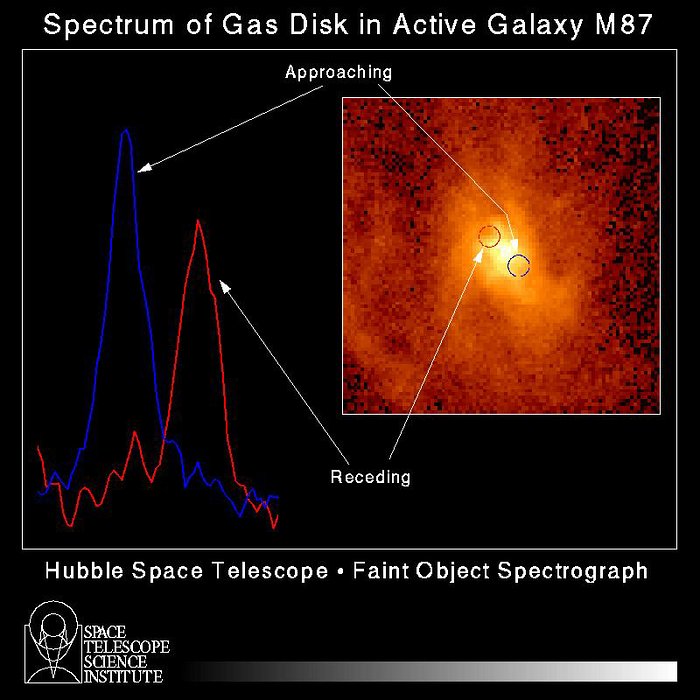 Spectrum of Gas Disk in Active Galaxy M87
Approaching
Receding
Hubble Space Telescope • Faint Object Spectrograph
SPACE
TELESCOPE
SCIENCE
INSTITUTE